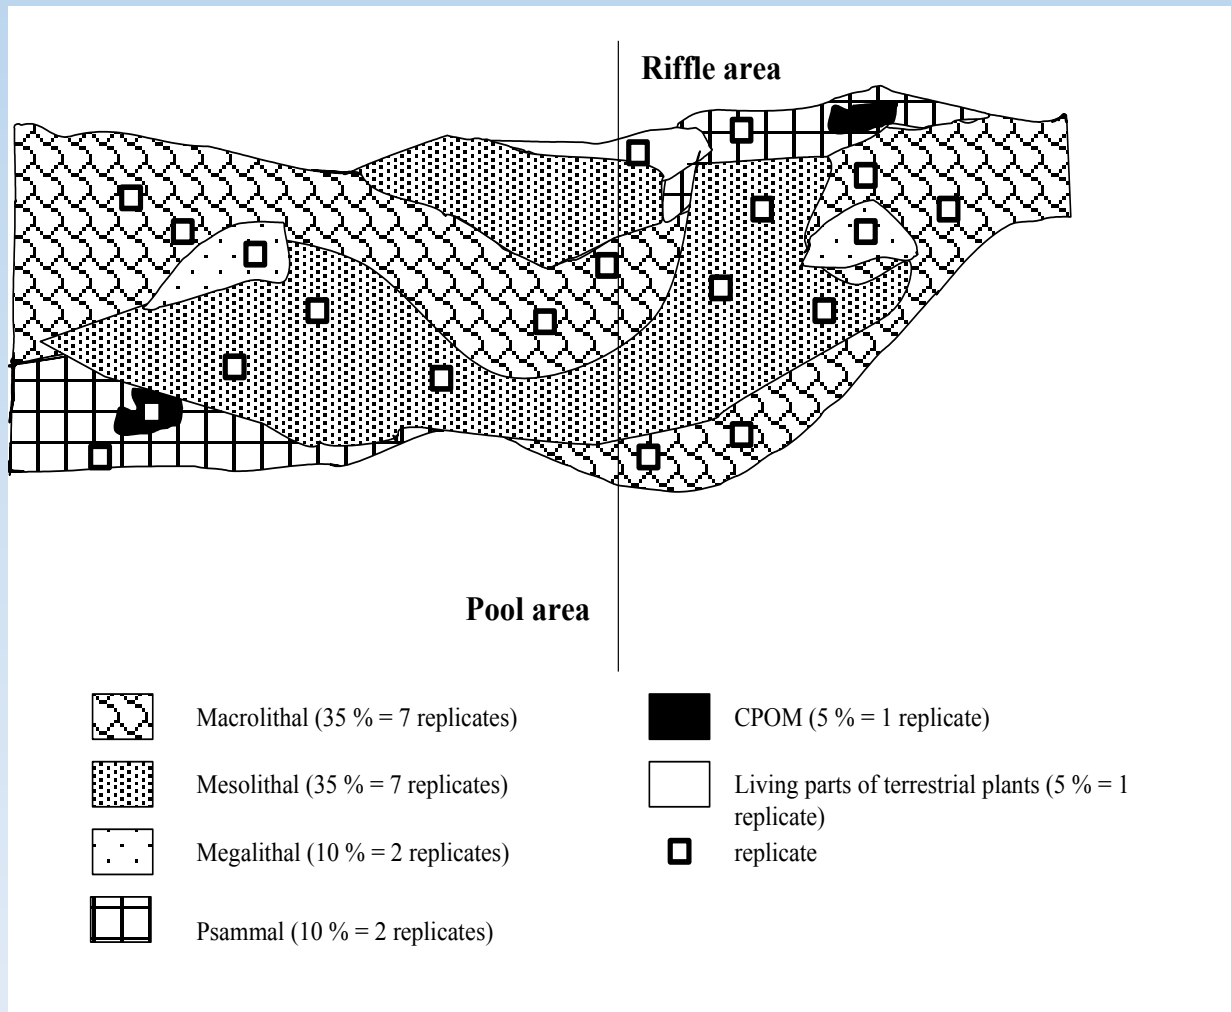 Riffle area
Pool area
Macrolithal (35 % = 7 replicates)
Mesolithal (35 % = 7 replicates)
Megalithal (10 % = 2 replicates)
Psammal (10 % = 2 replicates)
CPOM (5 % = 1 replicate)
Living parts of terrestrial plants (5 % = 1
replicate)
replicate